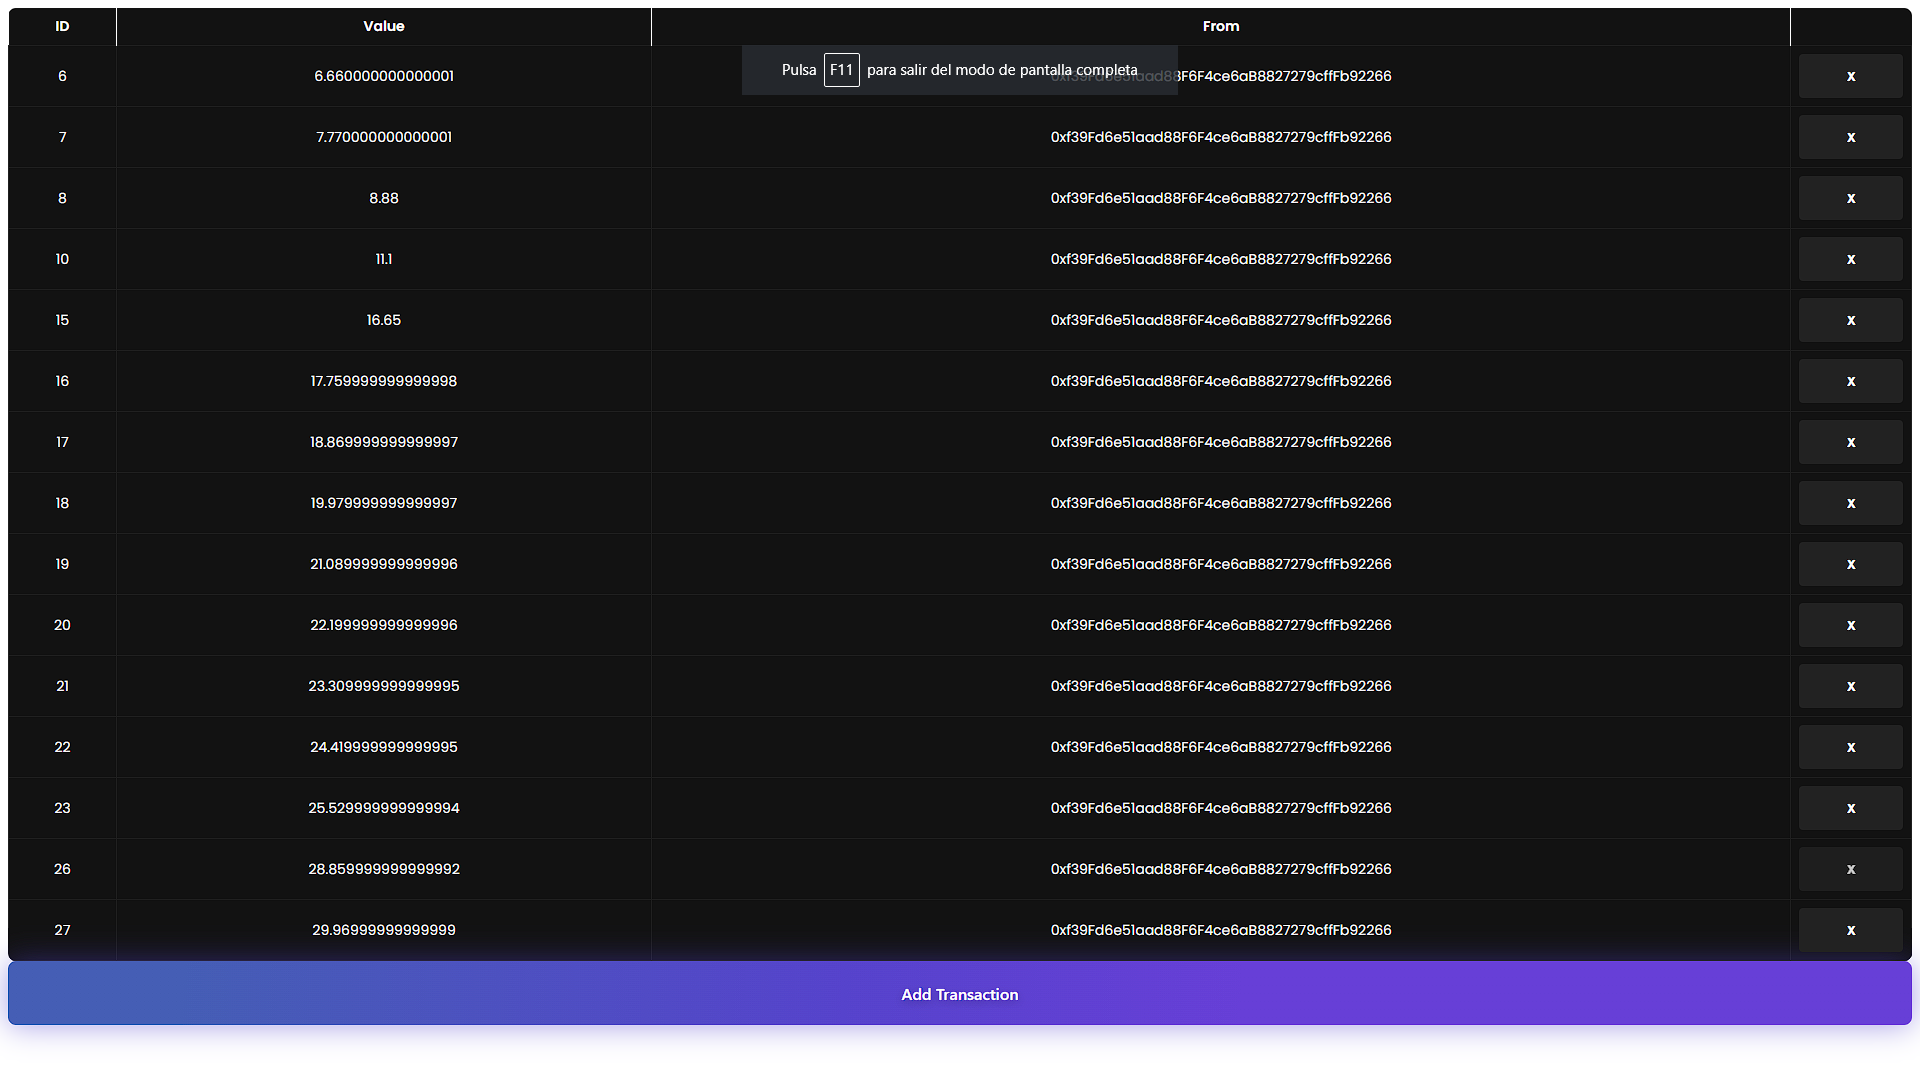 ID Value From
Pulsa F11 para salir del modo de pantalla completa
6 6.660000000000001 8F6F4ce6aB8827279cffFb92266 x
7 7.770000000000001 0xf39Fd6e51aad88F6F4ce6aB8827279cffFb92266 x
8 8.88 0xf39Fd6e51aad88F6F4ce6aB8827279cffFb92266 x
10 11.1 0xf39Fd6e51aad88F6F4ce6aB8827279cffFb92266 x
15 16.65 0xf39Fd6e51aad88F6F4ce6aB8827279cffFb92266 x
16 17.759999999999998 0xf39Fd6e51aad88F6F4ce6aB8827279cffFb92266 x
17 18.869999999999997 0xf39Fd6e51aad88F6F4ce6aB8827279cffFb92266 x
18 19.979999999999997 0xf39Fd6e51aad88F6F4ce6aB8827279cffFb92266 x
19 21.089999999999996 0xf39Fd6e51aad88F6F4ce6aB8827279cffFb92266 x
20 22.199999999999996 0xf39Fd6e51aad88F6F4ce6aB8827279cffFb92266 x
21 23.309999999999995 0xf39Fd6e51aad88F6F4ce6aB8827279cffFb92266 x
22 24.419999999999995 0xf39Fd6e51aad88F6F4ce6aB8827279cffFb92266 x
23 25.529999999999994 0xf39Fd6e51aad88F6F4ce6aB8827279cffFb92266 x
26 28.859999999999992 0xf39Fd6e51aad88F6F4ce6aB8827279cffFb92266 x
27 29.96999999999999 0xf39Fd6e51aad88F6F4ce6aB8827279cffFb92266 x
Add Transaction